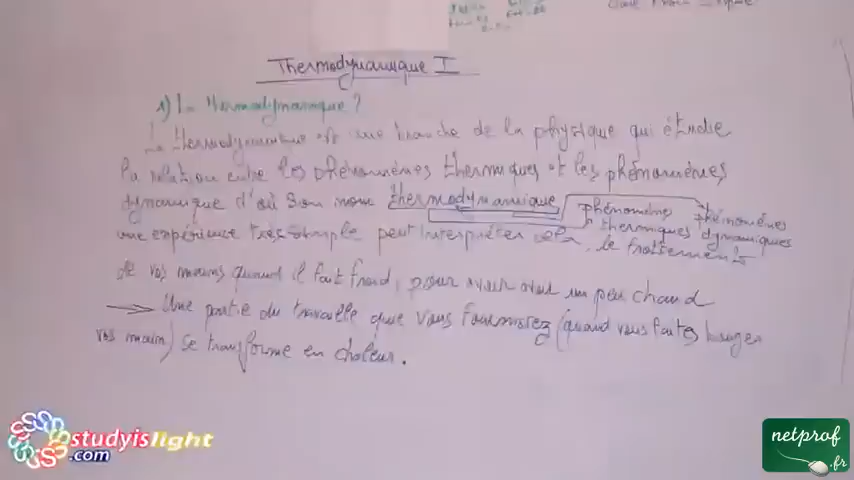 Thermodynamique I
1) La thermodynamique ?
La thermodynamique est une branche de la physique qui étudie
la relation entre les phénomènes thermiques et les phénomènes
dynamique d'où son nom thermodynamique
phénomène thermiques
phénomènes dynamiques
une expérience très simple peut interpréter cela, le frottement
de vos mains quand il fait froid, pour avoir un peu chaud
Une partie du travaille que vous fournissez (quand vous faites bouger
vos main) se transforme en chaleur.
studyislight
.com
netprof
.fr